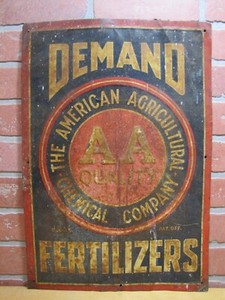 DEMAND
THE AMERICAN AGRICULTURAL
AA
QUALITY
CHEMICAL COMPANY
FERTILIZERS